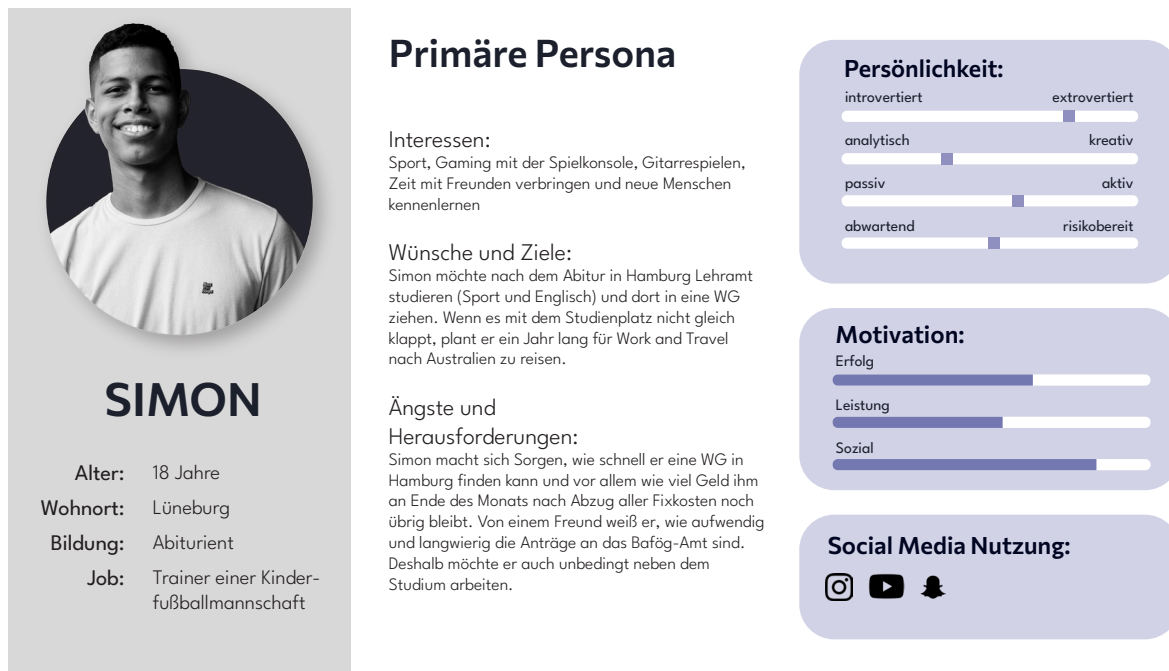 SIMON
Alter: 18 Jahre
Wohnort: Lüneburg
Bildung: Abiturient
Job: Trainer einer Kinder-
fußballmannschaft
Primäre Persona
Interessen:
Sport, Gaming mit der Spielkonsole, Gitarrespielen,
Zeit mit Freunden verbringen und neue Menschen
kennenlernen
Wünsche und Ziele:
Simon möchte nach dem Abitur in Hamburg Lehramt
studieren (Sport und Englisch) und dort in eine WG
ziehen. Wenn es mit dem Studienplatz nicht gleich
klappt, plant er ein Jahr lang für Work and Travel
nach Australien zu reisen.
Ängste und
Herausforderungen:
Simon macht sich Sorgen, wie schnell er eine WG in
Hamburg finden kann und vor allem wie viel Geld ihm
an Ende des Monats nach Abzug aller Fixkosten noch
übrig bleibt. Von einem Freund weiß er, wie aufwendig
und langwierig die Anträge an das Bafög-Amt sind.
Deshalb möchte er auch unbedingt neben dem
Studium arbeiten.
Persönlichkeit:
introvertiert extrovertiert
analytisch kreativ
passiv aktiv
abwartend risikobereit
Motivation:
Erfolg
Leistung
Sozial
Social Media Nutzung: